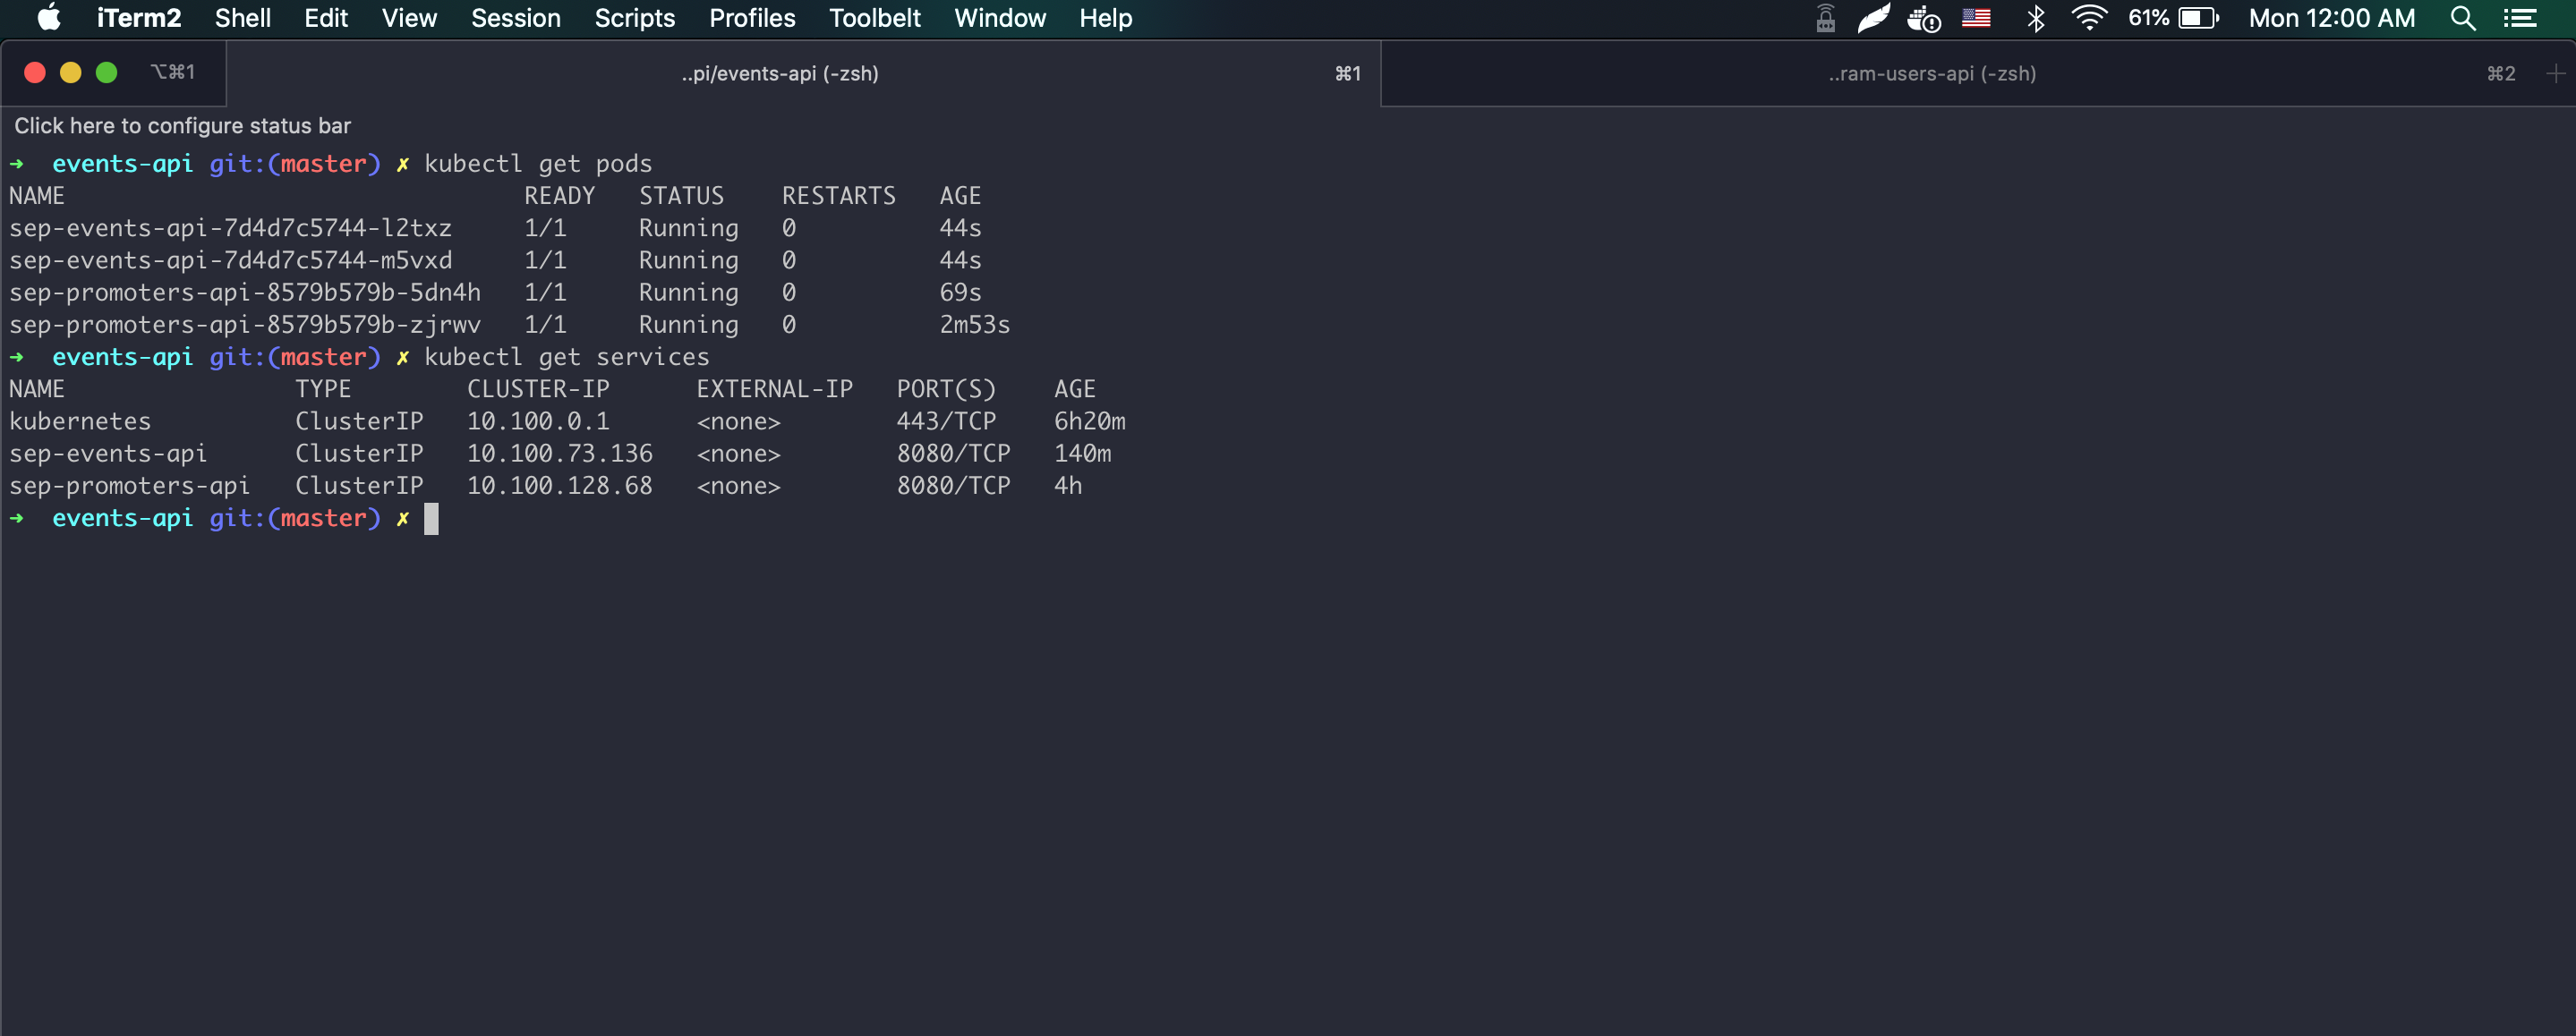 iTerm2 Shell Edit View Session Scripts Profiles Toolbelt Window Help 61% Mon 12:00 AM
⌥⌘1 ..pi/events-api (-zsh) ⌘1 ..ram-users-api (-zsh) ⌘2 +
Click here to configure status bar
➜ events-api git:(master) ✗ kubectl get pods
NAME READY STATUS RESTARTS AGE
sep-events-api-7d4d7c5744-l2txz 1/1 Running 0 44s
sep-events-api-7d4d7c5744-m5vxd 1/1 Running 0 44s
sep-promoters-api-8579b579b-5dn4h 1/1 Running 0 69s
sep-promoters-api-8579b579b-zjrwv 1/1 Running 0 2m53s
➜ events-api git:(master) ✗ kubectl get services
NAME TYPE CLUSTER-IP EXTERNAL-IP PORT(S) AGE
kubernetes ClusterIP 10.100.0.1 <none> 443/TCP 6h20m
sep-events-api ClusterIP 10.100.73.136 <none> 8080/TCP 140m
sep-promoters-api ClusterIP 10.100.128.68 <none> 8080/TCP 4h
➜ events-api git:(master) ✗